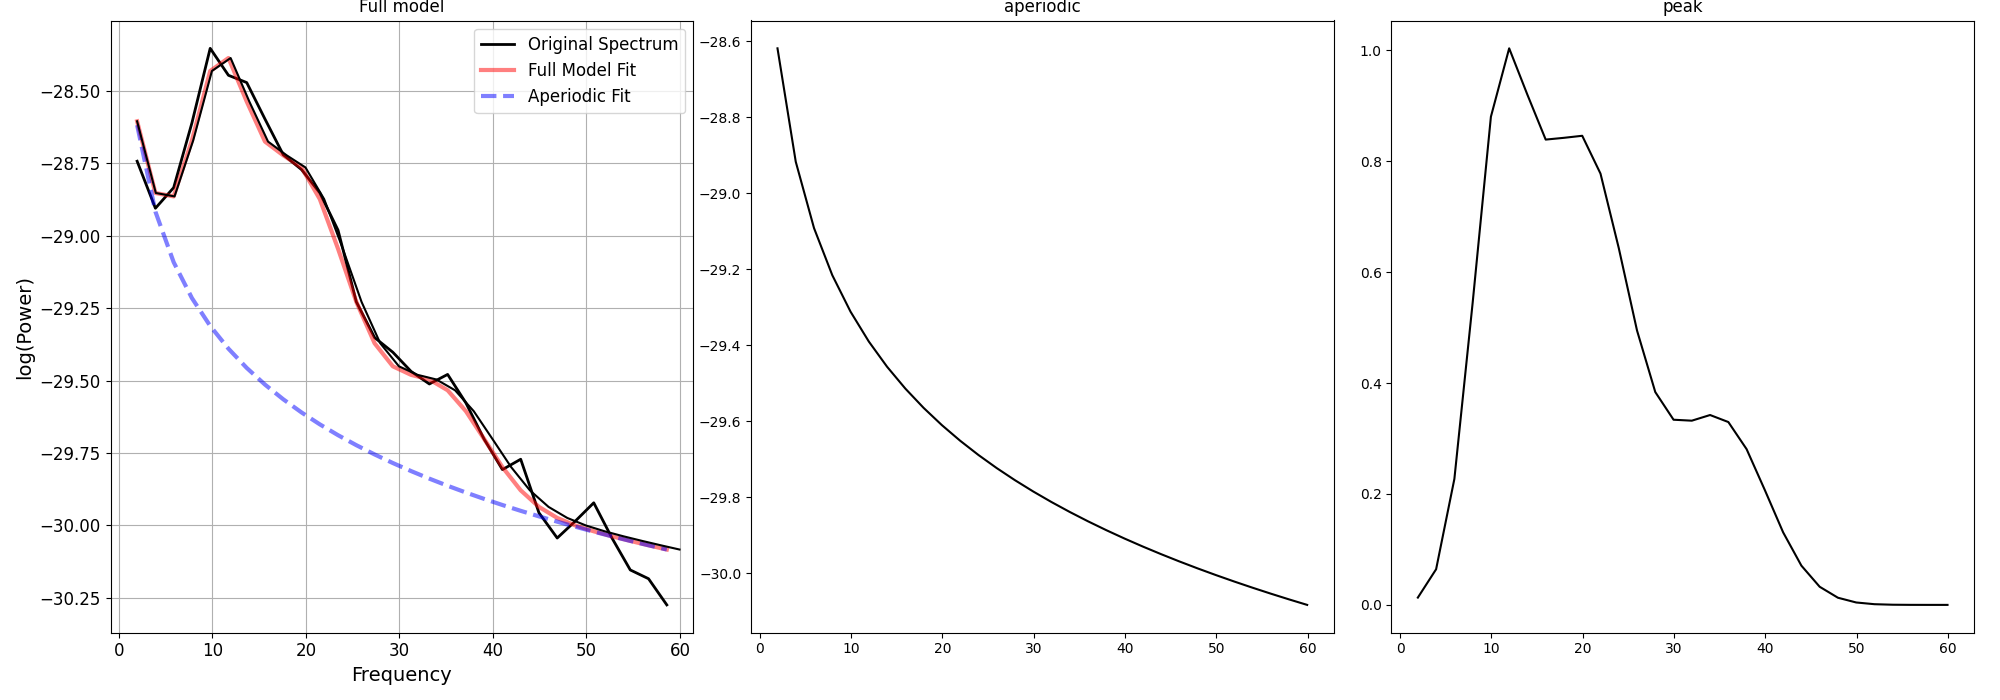 Full model
Original Spectrum
Full Model Fit
Aperiodic Fit
−28.50
−28.75
−29.00
−29.25
−29.50
−29.75
−30.00
−30.25
log(Power)
0 10 20 30 40 50 60
Frequency
aperiodic
−28.6
−28.8
−29.0
−29.2
−29.4
−29.6
−29.8
−30.0
0 10 20 30 40 50 60
peak
1.0
0.8
0.6
0.4
0.2
0.0
0 10 20 30 40 50 60